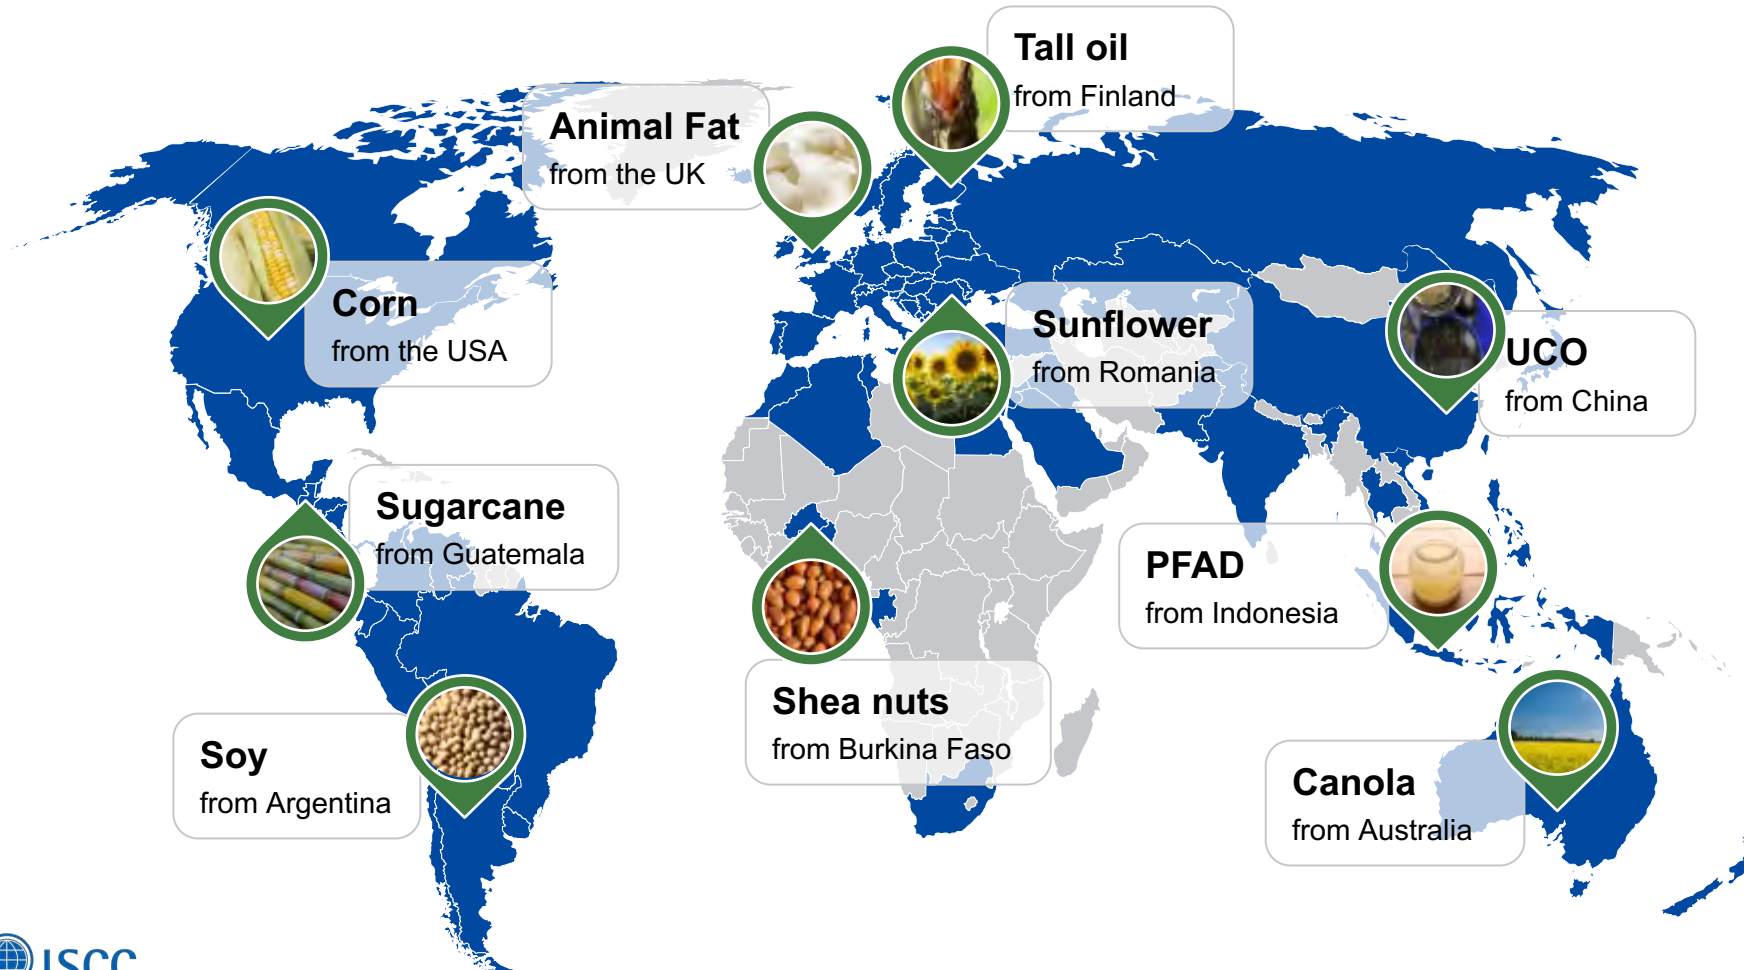 Tall oil
from Finland
Animal Fat
from the UK
Corn
from the USA
Sunflower
from Romania
UCO
from China
Sugarcane
from Guatemala
PFAD
from Indonesia
Shea nuts
from Burkina Faso
Soy
from Argentina
Canola
from Australia
ISCC